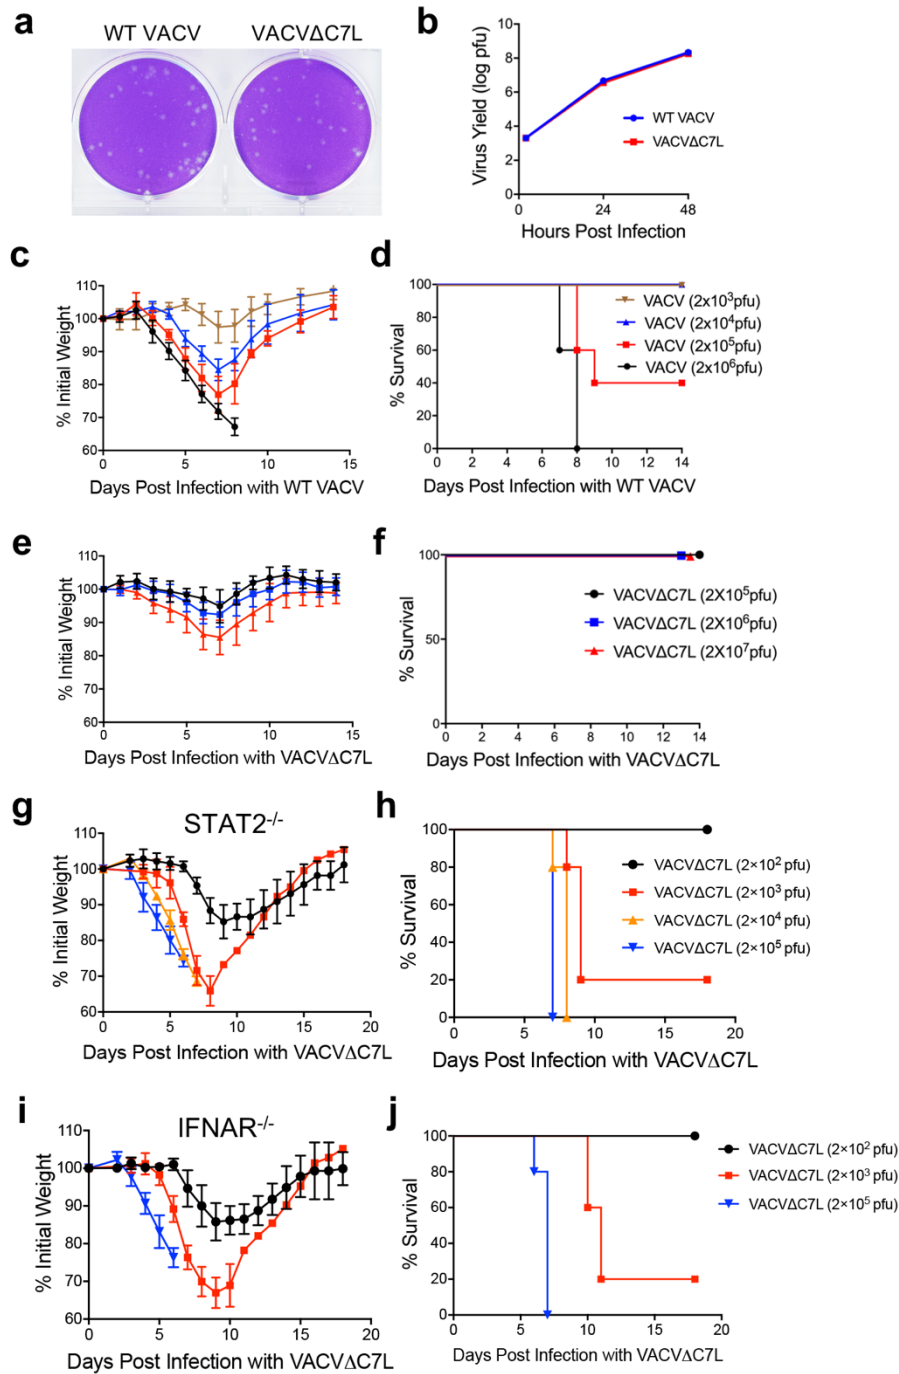 a
WT VACV
VACVΔC7L
b
Virus Yield (log pfu)
10
8
6
4
2
0
WT VACV
VACVΔC7L
0
24
48
Hours Post Infection
c
% Initial Weight
110
100
90
80
70
60
0
5
10
15
Days Post Infection with WT VACV
d
% Survival
100
80
60
40
20
0
VACV (2x10³pfu)
VACV (2x10⁴pfu)
VACV (2x10⁵pfu)
VACV (2x10⁶pfu)
0
2
4
6
8
10
12
14
Days Post Infection with WT VACV
e
% Initial Weight
110
100
90
80
70
60
0
5
10
15
Days Post Infection with VACVΔC7L
f
% Survival
100
50
0
VACVΔC7L (2X10⁵pfu)
VACVΔC7L (2X10⁶pfu)
VACVΔC7L (2X10⁷pfu)
0
2
4
6
8
10
12
14
Days Post Infection with VACVΔC7L
g
STAT2⁻/⁻
% Initial Weight
110
100
90
80
70
60
0
5
10
15
20
Days Post Infection with VACVΔC7L
h
% Survival
100
80
60
40
20
0
VACVΔC7L (2×10² pfu)
VACVΔC7L (2×10³ pfu)
VACVΔC7L (2×10⁴ pfu)
VACVΔC7L (2×10⁵ pfu)
0
5
10
15
20
Days Post Infection with VACVΔC7L
i
IFNAR⁻/⁻
% Initial Weight
110
100
90
80
70
60
0
5
10
15
20
Days Post Infection with VACVΔC7L
j
% Survival
100
80
60
40
20
0
VACVΔC7L (2×10² pfu)
VACVΔC7L (2×10³ pfu)
VACVΔC7L (2×10⁵ pfu)
0
5
10
15
20
Days Post Infection with VACVΔC7L